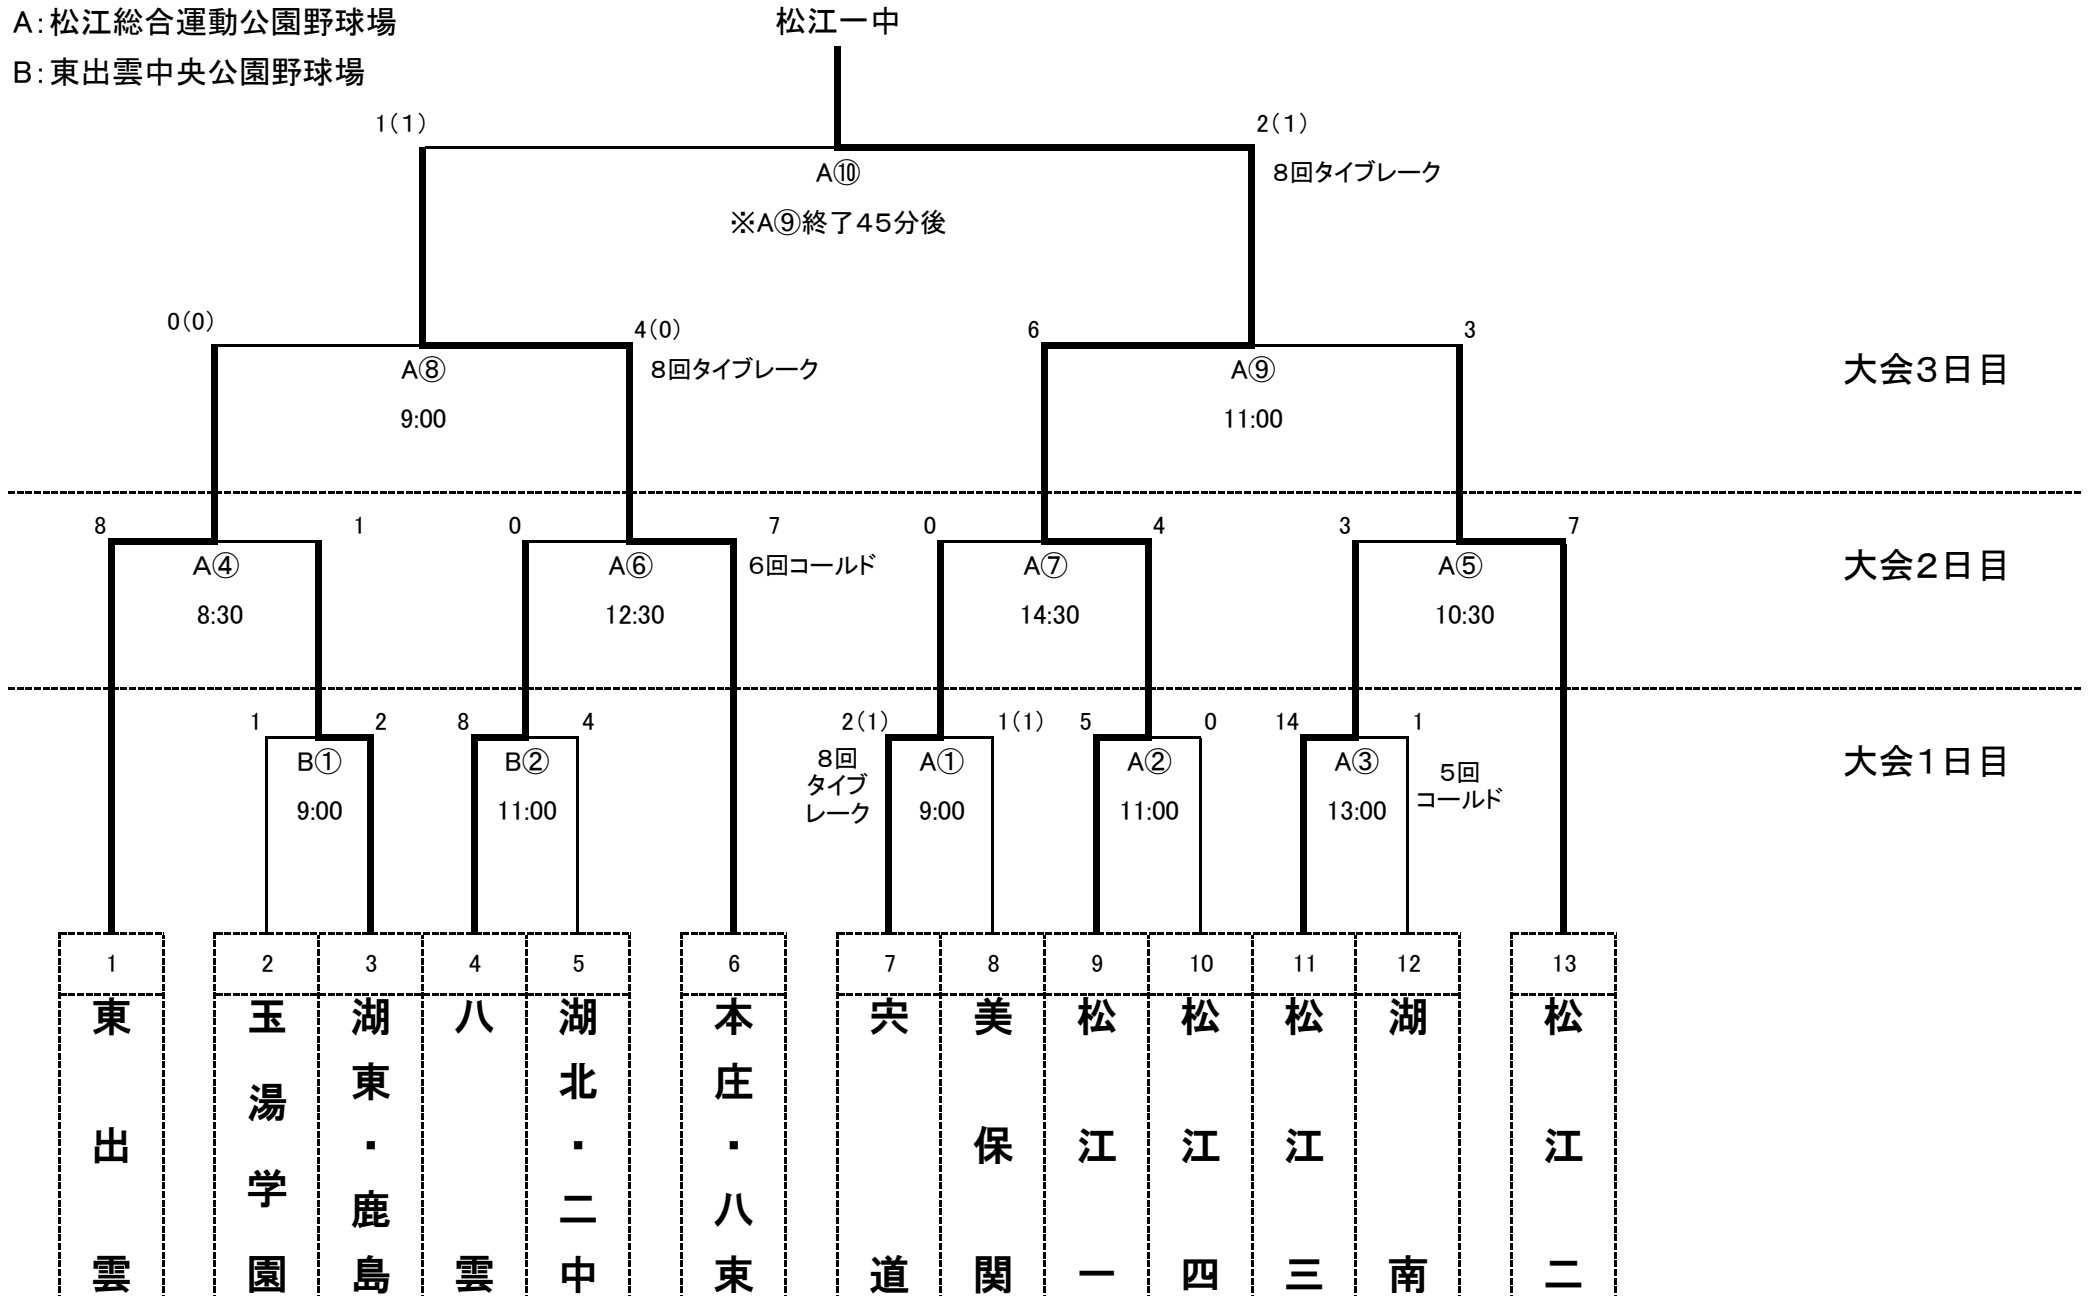 A:松江総合運動公園野球場
松江一中
B:東出雲中央公園野球場
1(1)
2(1)
A⑩
8回タイブレーク
※A⑨終了45分後
0(0)
4(0)
6
3
A⑧
8回タイブレーク
A⑨
大会3日目
9:00
11:00
8
1
0
7
0
4
3
7
A④
A⑥
6回コールド
A⑦
A⑤
大会2日目
8:30
12:30
14:30
10:30
1
2
8
4
2(1)
1(1)
5
0
14
1
B①
B②
8回
タイブ
レーク
A①
A②
A③
5回
コールド
大会1日目
9:00
11:00
9:00
11:00
13:00
1
2
3
4
5
6
7
8
9
10
11
12
13
東出雲
玉湯学園
湖東・鹿島
八雲
湖北・二中
本庄・八束
宍道
美保関
松江一
松江四
松江三
湖南
松江二